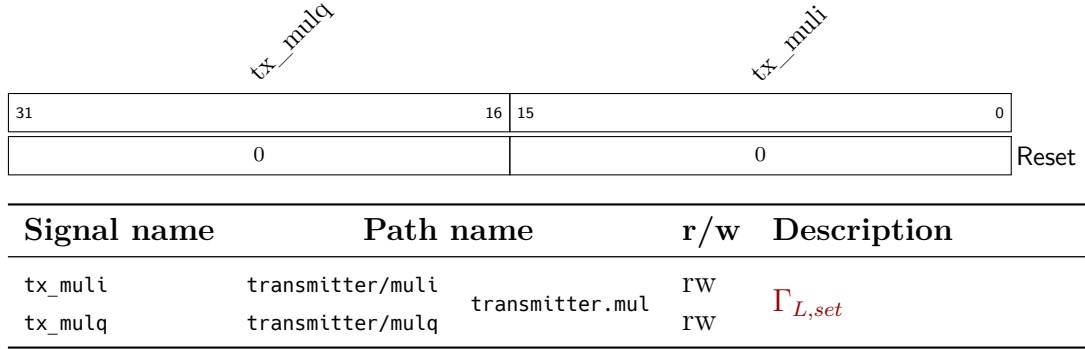 tx_mulq tx_muli
31 16 15 0
0 0 Reset
Signal name Path name r/w Description
tx_muli transmitter/muli rw
transmitter.mul Γ_{L,set}
tx_mulq transmitter/mulq rw